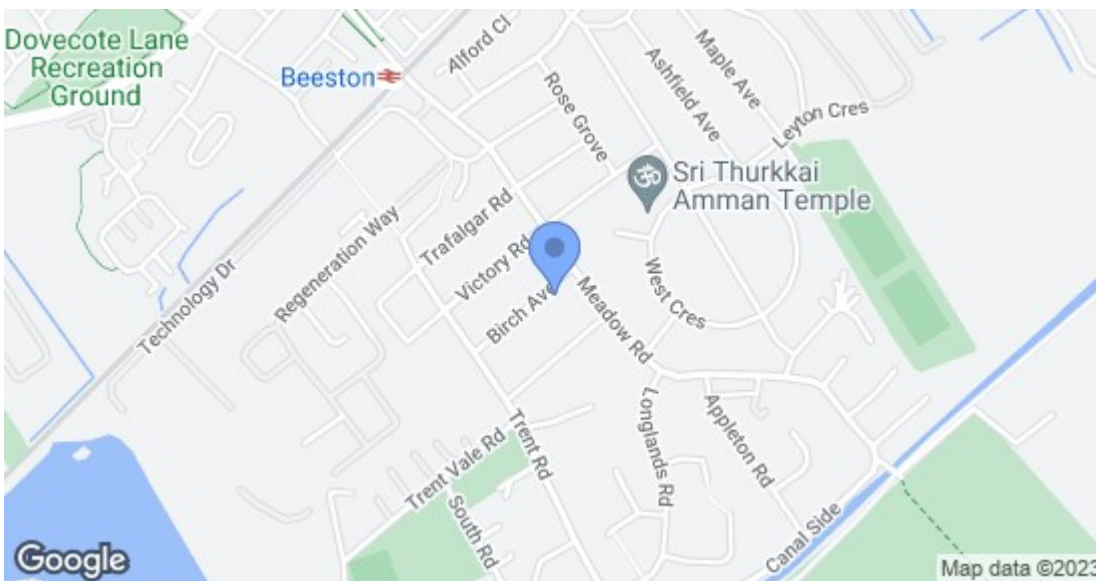 Dovecote Lane
Recreation
Ground
Beeston
Alford Cl
Rose Grove
Ashfield Ave
Maple Ave
Leyton Cres
Sri Thurkkai
Amman Temple
Technology Dr
Regeneration Way
Trafalgar Rd
Victory Rd
Birch Ave
Meadow Rd
West Cres
Trent Vale Rd
Trent Rd
South Rd
Longlands Rd
Appleton Rd
Canal Side
Google
Map data ©2023